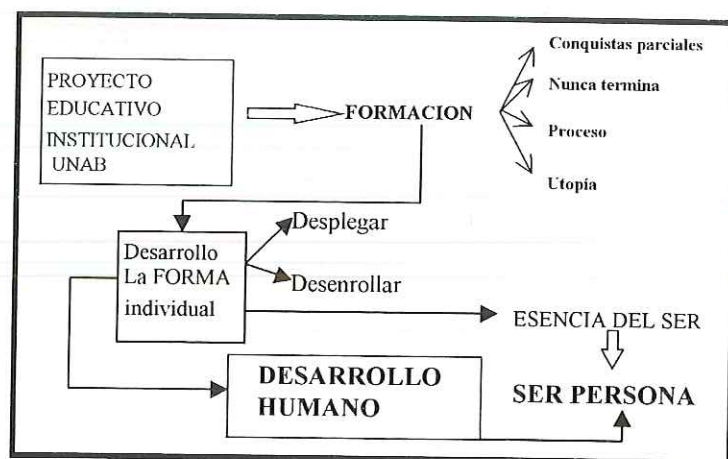 PROYECTO
EDUCATIVO
INSTITUCIONAL
UNAB
FORMACION
Conquistas parciales
Nunca termina
Proceso
Utopía
Desarrollo
La FORMA
individual
Desplegar
Desenrollar
ESENCIA DEL SER
DESARROLLO
HUMANO
SER PERSONA